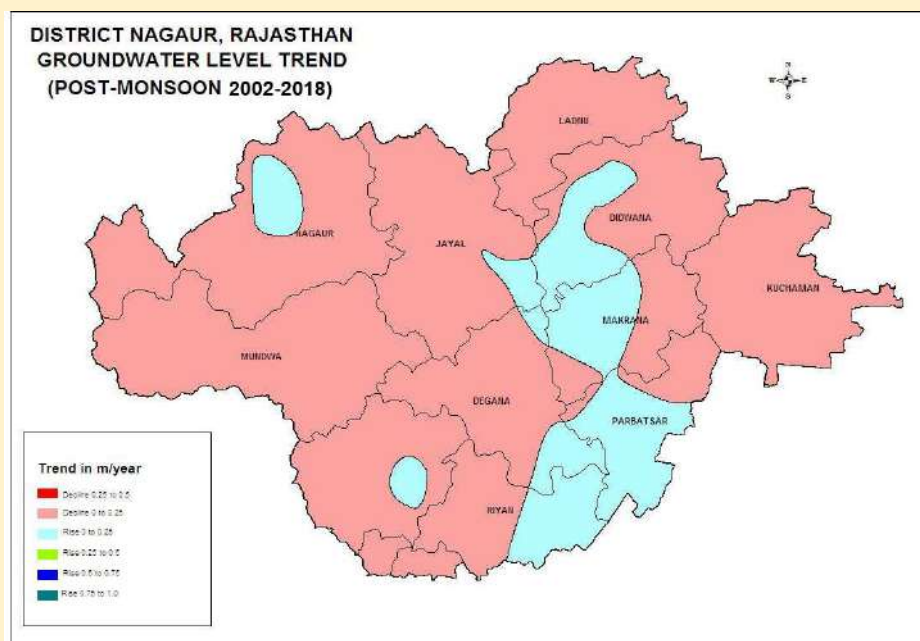 DISTRICT NAGAUR, RAJASTHAN
GROUNDWATER LEVEL TREND
(POST-MONSOON 2002-2018)
N
W E
S
LADNU
DIDWANA
NAGAUR
JAYAL
KUCHAMAN
MAKRANA
MUNDWA
DEGANA
PARBATSAR
RIYAN
Trend in m/year
Decline 0.25 to 0.5
Decline 0 to 0.25
Rise 0 to 0.25
Rise 0.25 to 0.5
Rise 0.5 to 0.75
Rise 0.75 to 1.0